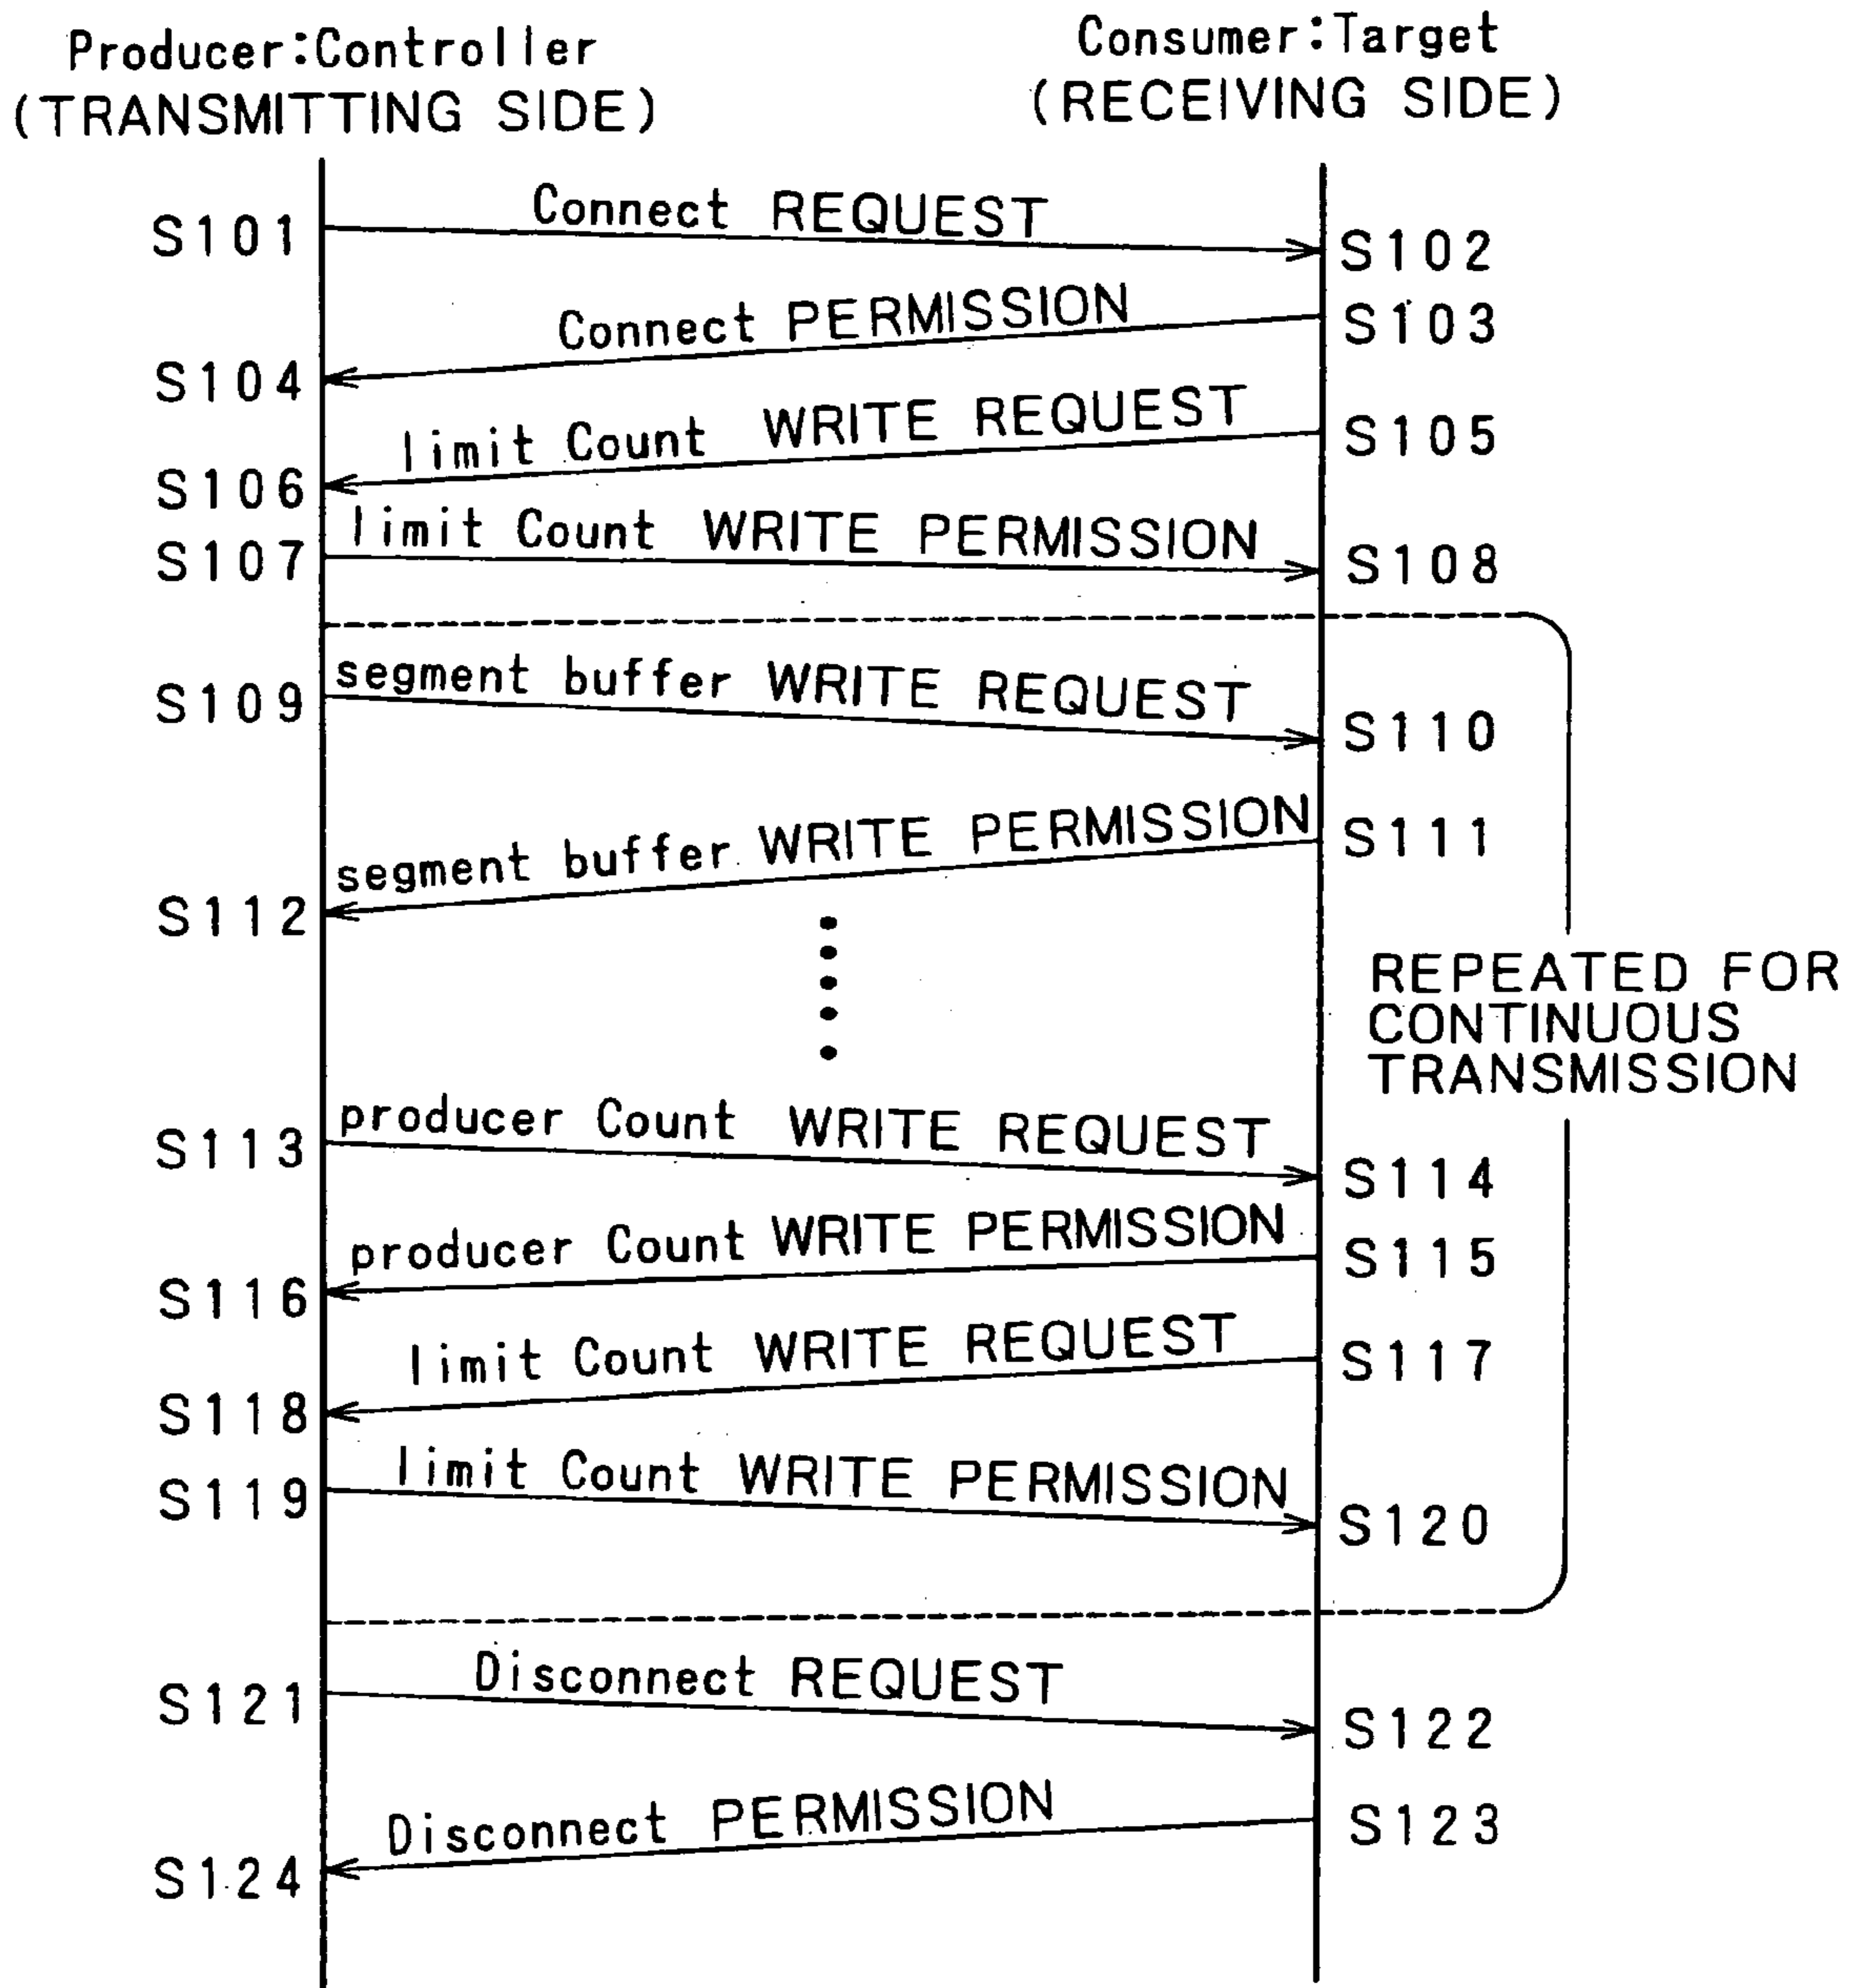 Producer:Controller
(TRANSMITTING SIDE)
Consumer:Target
(RECEIVING SIDE)
S101
Connect REQUEST
S102
Connect PERMISSION
S103
S104
limit Count WRITE REQUEST
S105
S106
limit Count WRITE PERMISSION
S107
S108
segment buffer WRITE REQUEST
S109
S110
segment buffer WRITE PERMISSION
S111
S112
REPEATED FOR
CONTINUOUS
TRANSMISSION
producer Count WRITE REQUEST
S113
S114
producer Count WRITE PERMISSION
S115
S116
limit Count WRITE REQUEST
S117
S118
limit Count WRITE PERMISSION
S119
S120
Disconnect REQUEST
S121
S122
Disconnect PERMISSION
S123
S124